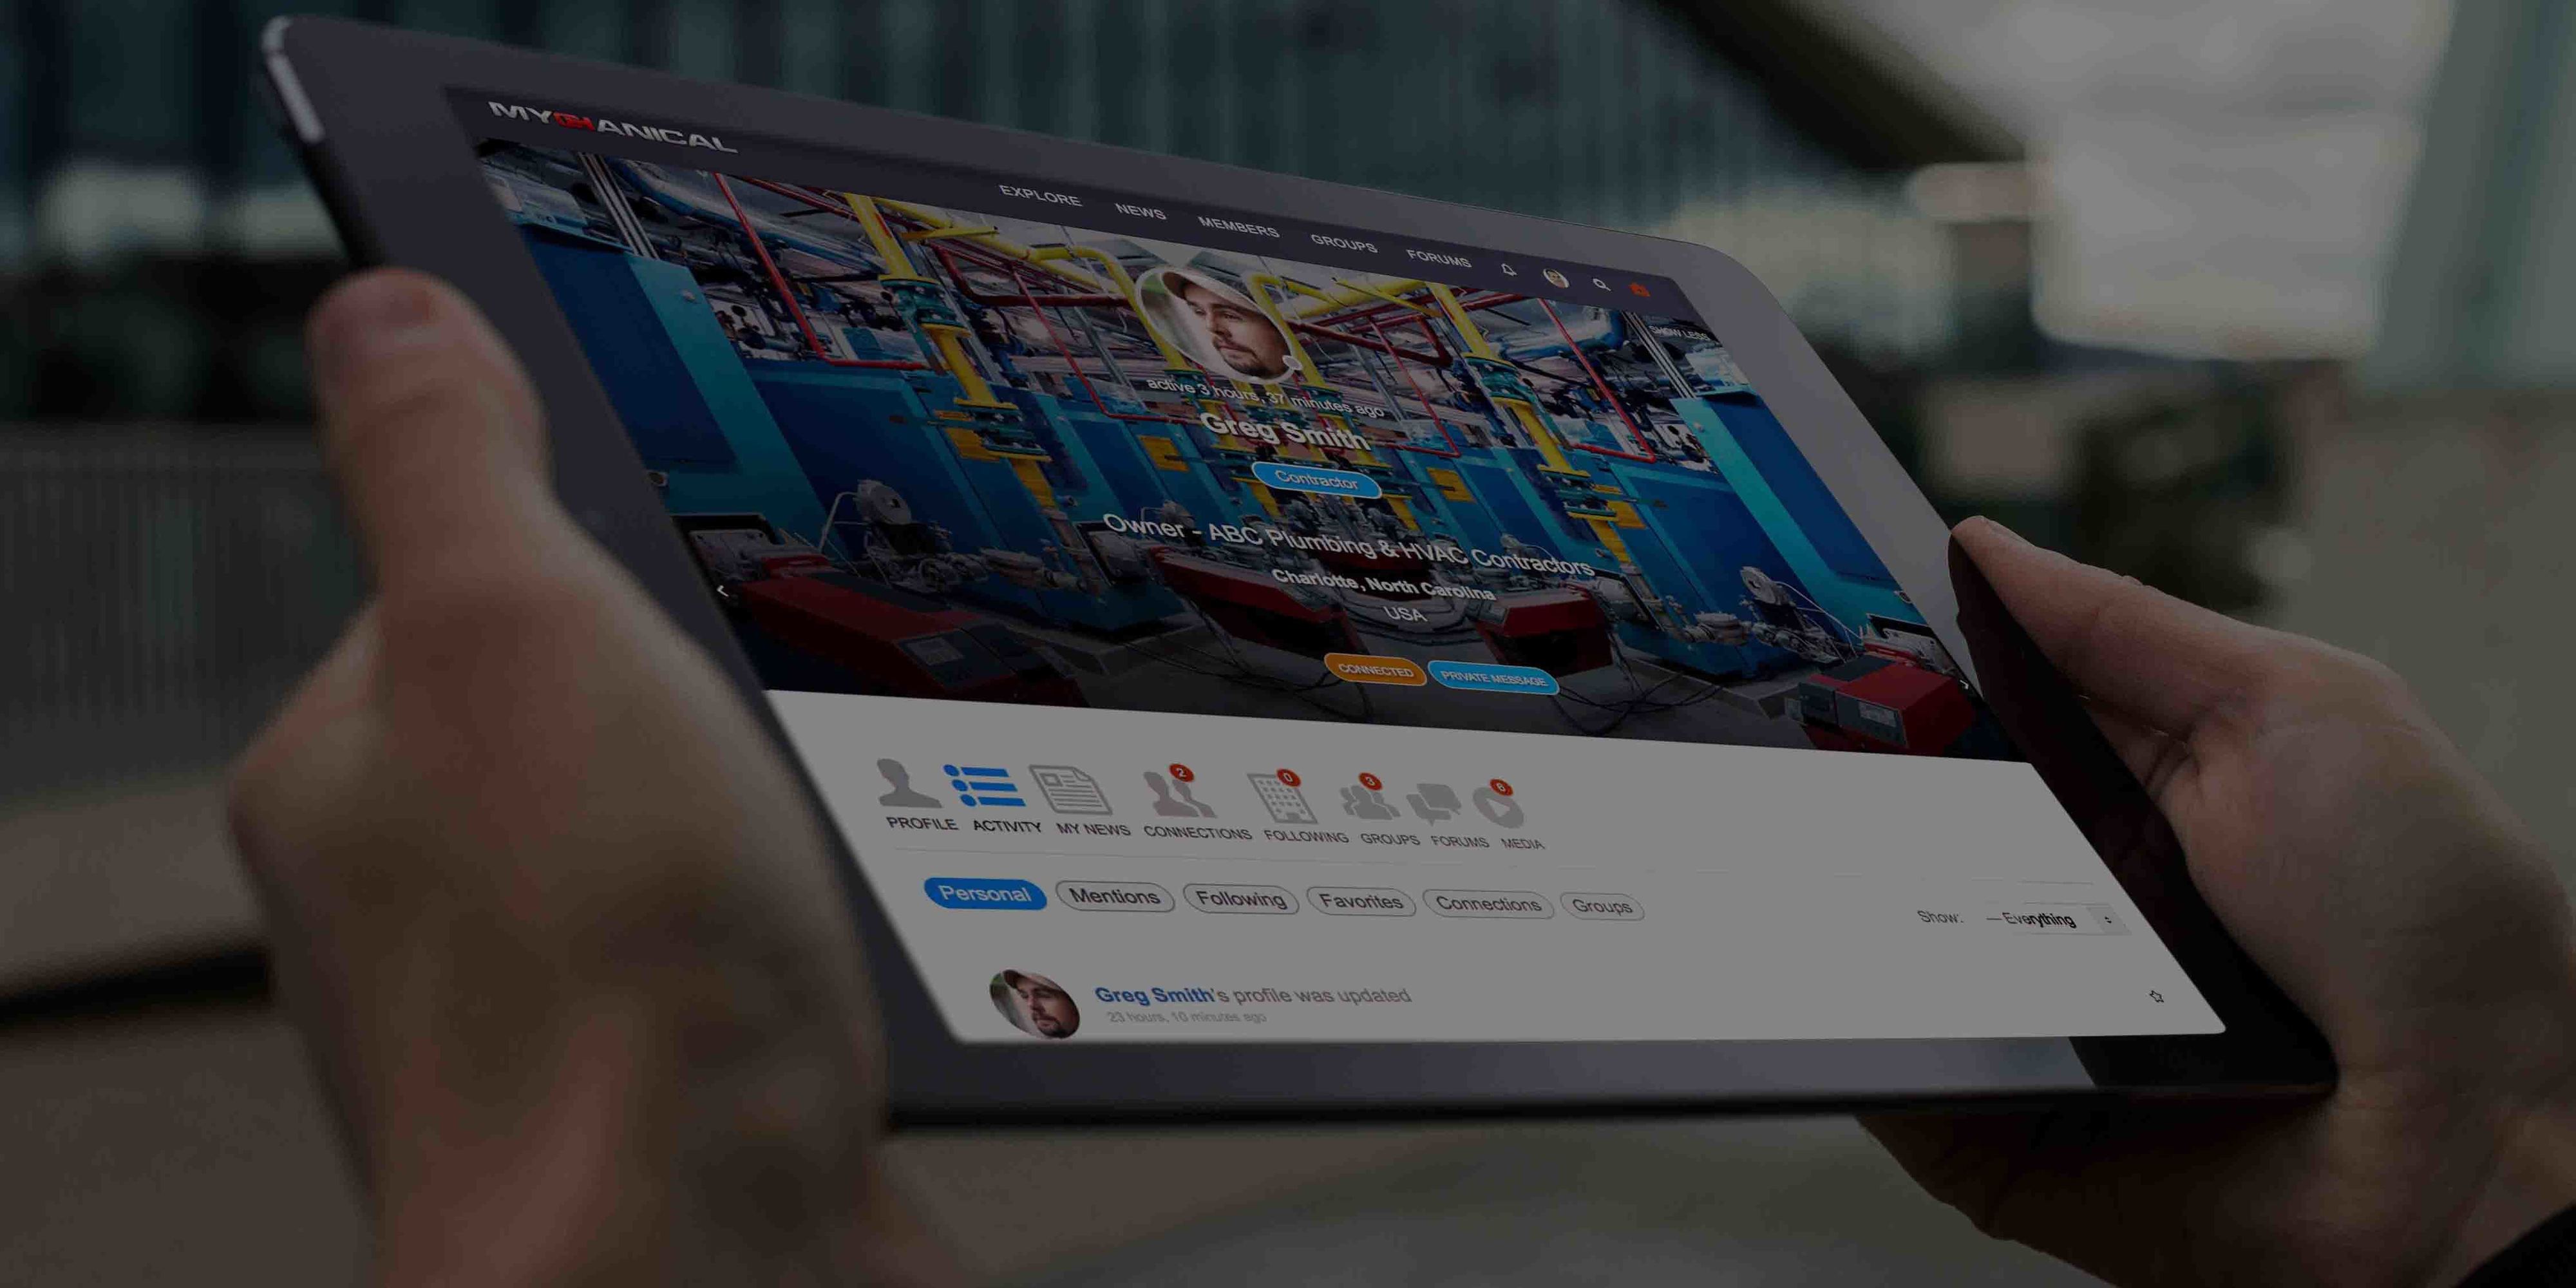 MYCHANICAL
EXPLORE NEWS MEMBERS GROUPS FORUMS
SHOW LESS
active 3 hours, 37 minutes ago
Greg Smith
Contractor
Owner - ABC Plumbing & HVAC Contractors
Charlotte, North Carolina
USA
CONNECTED PRIVATE MESSAGE
2 0 3 6
PROFILE ACTIVITY MY NEWS CONNECTIONS FOLLOWING GROUPS FORUMS MEDIA
Personal Mentions Following Favorites Connections Groups
Show: — Everything
Greg Smith's profile was updated
23 hours, 10 minutes ago